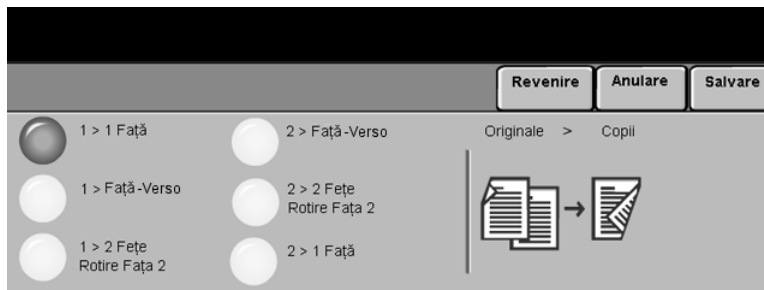 Revenire
Anulare
Salvare
1 > 1 Față
2 > Față-Verso
Originale > Copii
1 > Față-Verso
2 > 2 Fețe
Rotire Fața 2
1 > 2 Fețe
Rotire Fața 2
2 > 1 Față